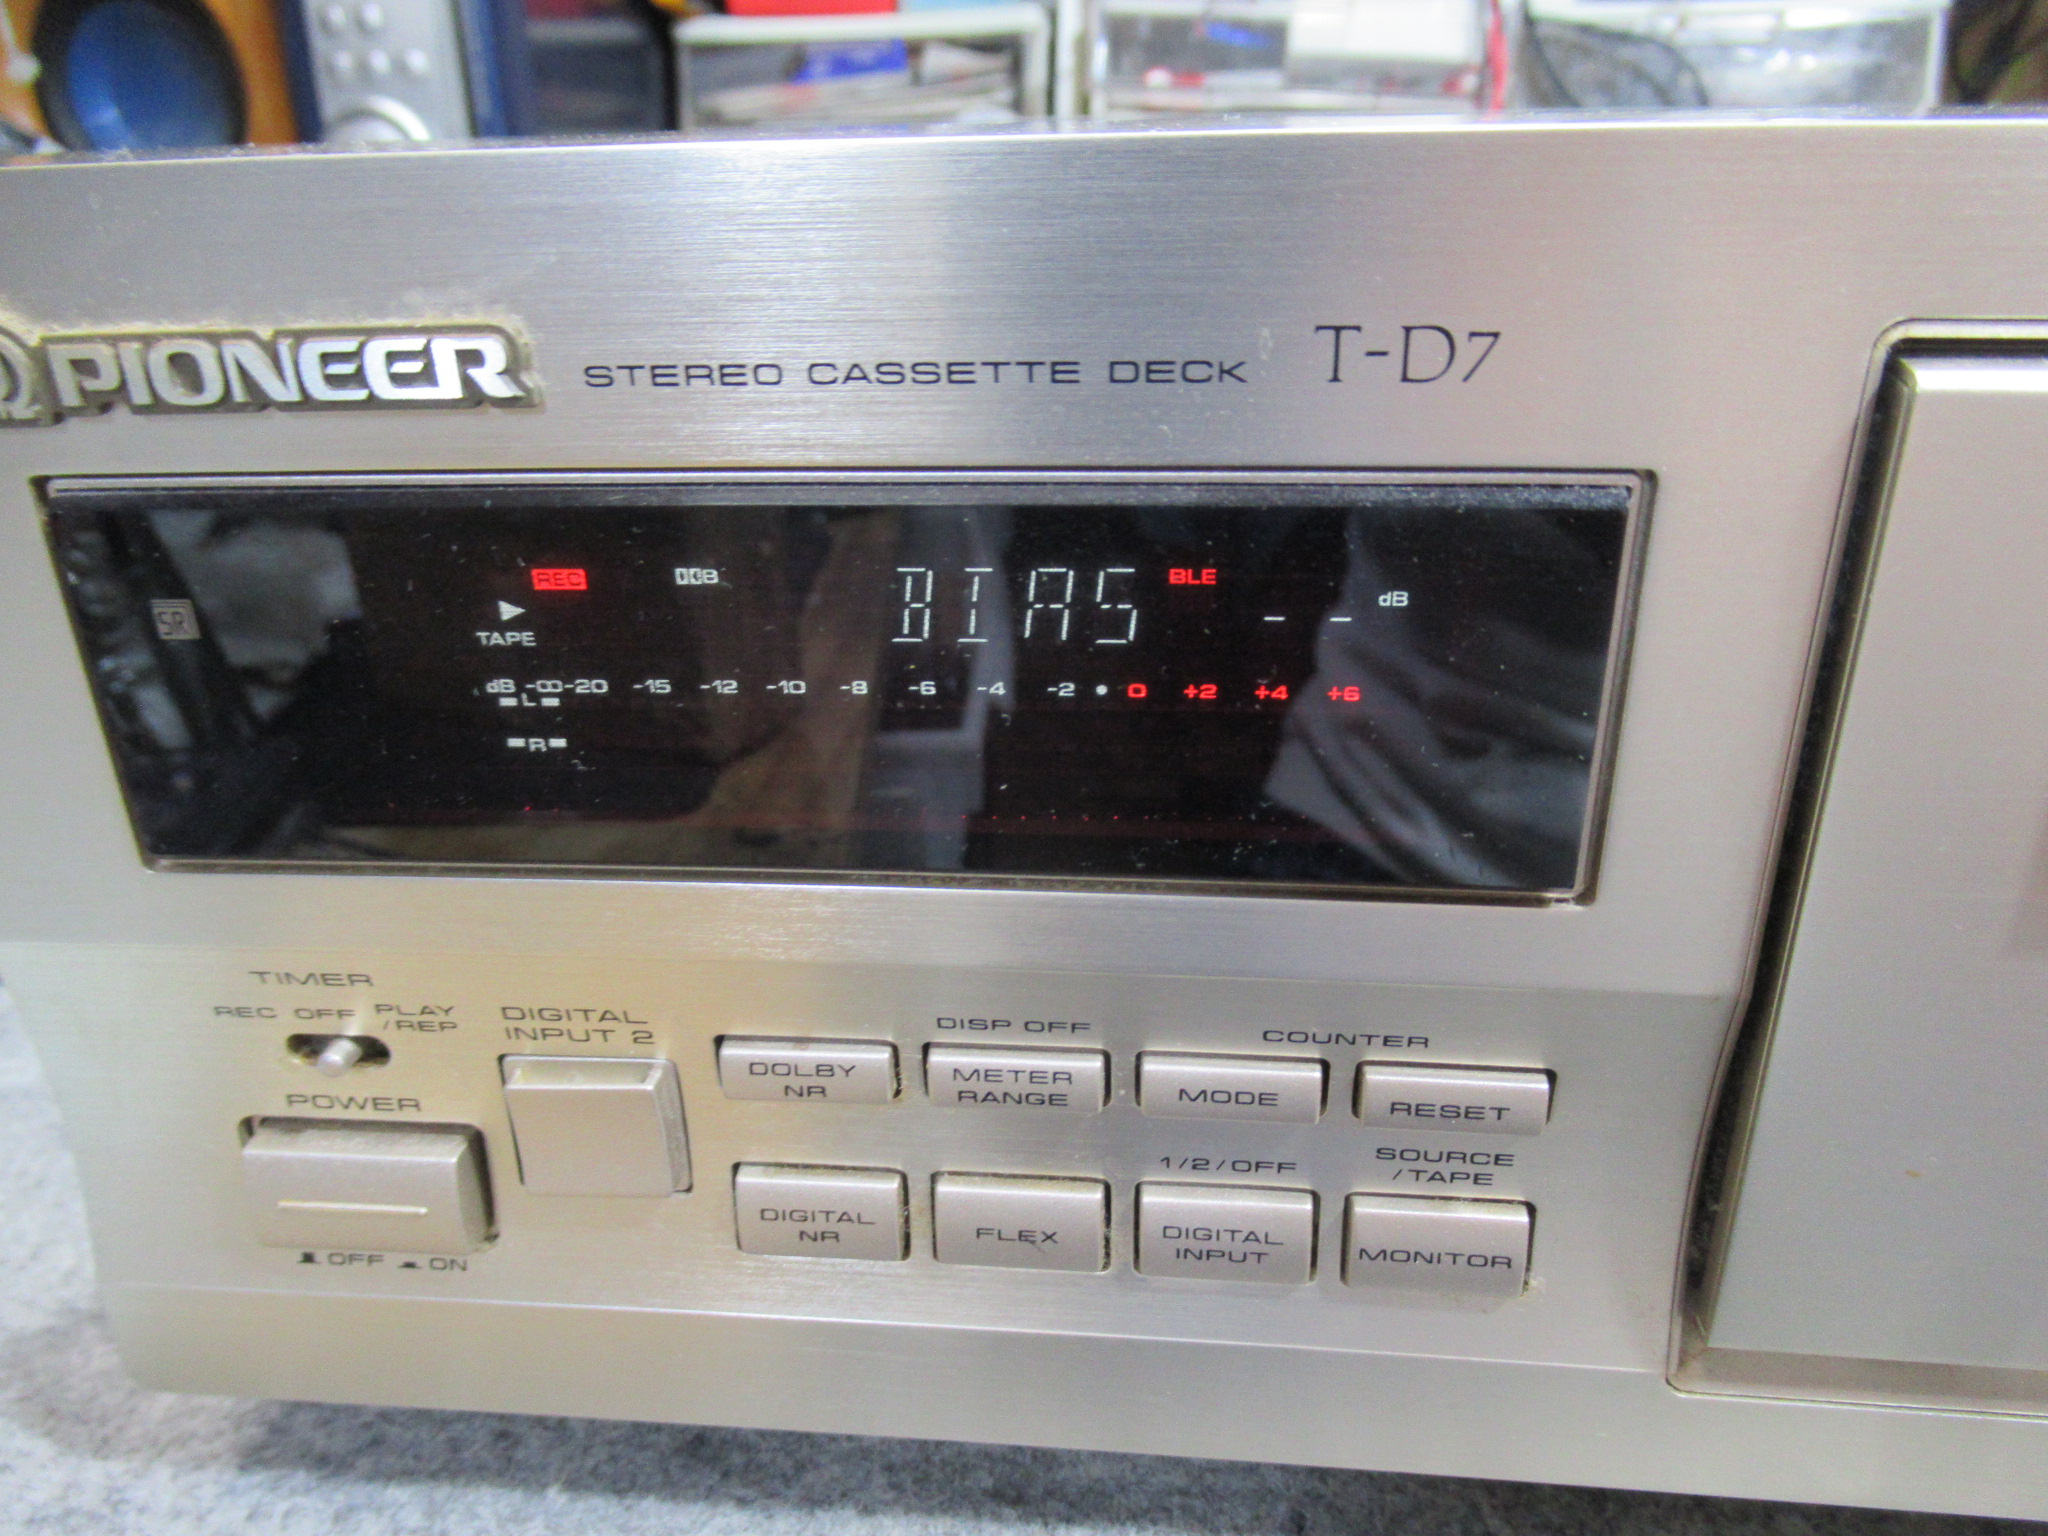 PIONEER STEREO CASSETTE DECK T-D7
REC B BIAS BLE - - dB
SR
TAPE
dB -∞ -20 -15 -12 -10 -8 -6 -4 -2 • 0 +2 +4 +6
L
R
TIMER
REC OFF PLAY /REP
DIGITAL INPUT 2
DISP OFF
COUNTER
DOLBY NR
METER RANGE
MODE
RESET
POWER
OFF ON
1/2/OFF
SOURCE /TAPE
DIGITAL NR
FLEX
DIGITAL INPUT
MONITOR